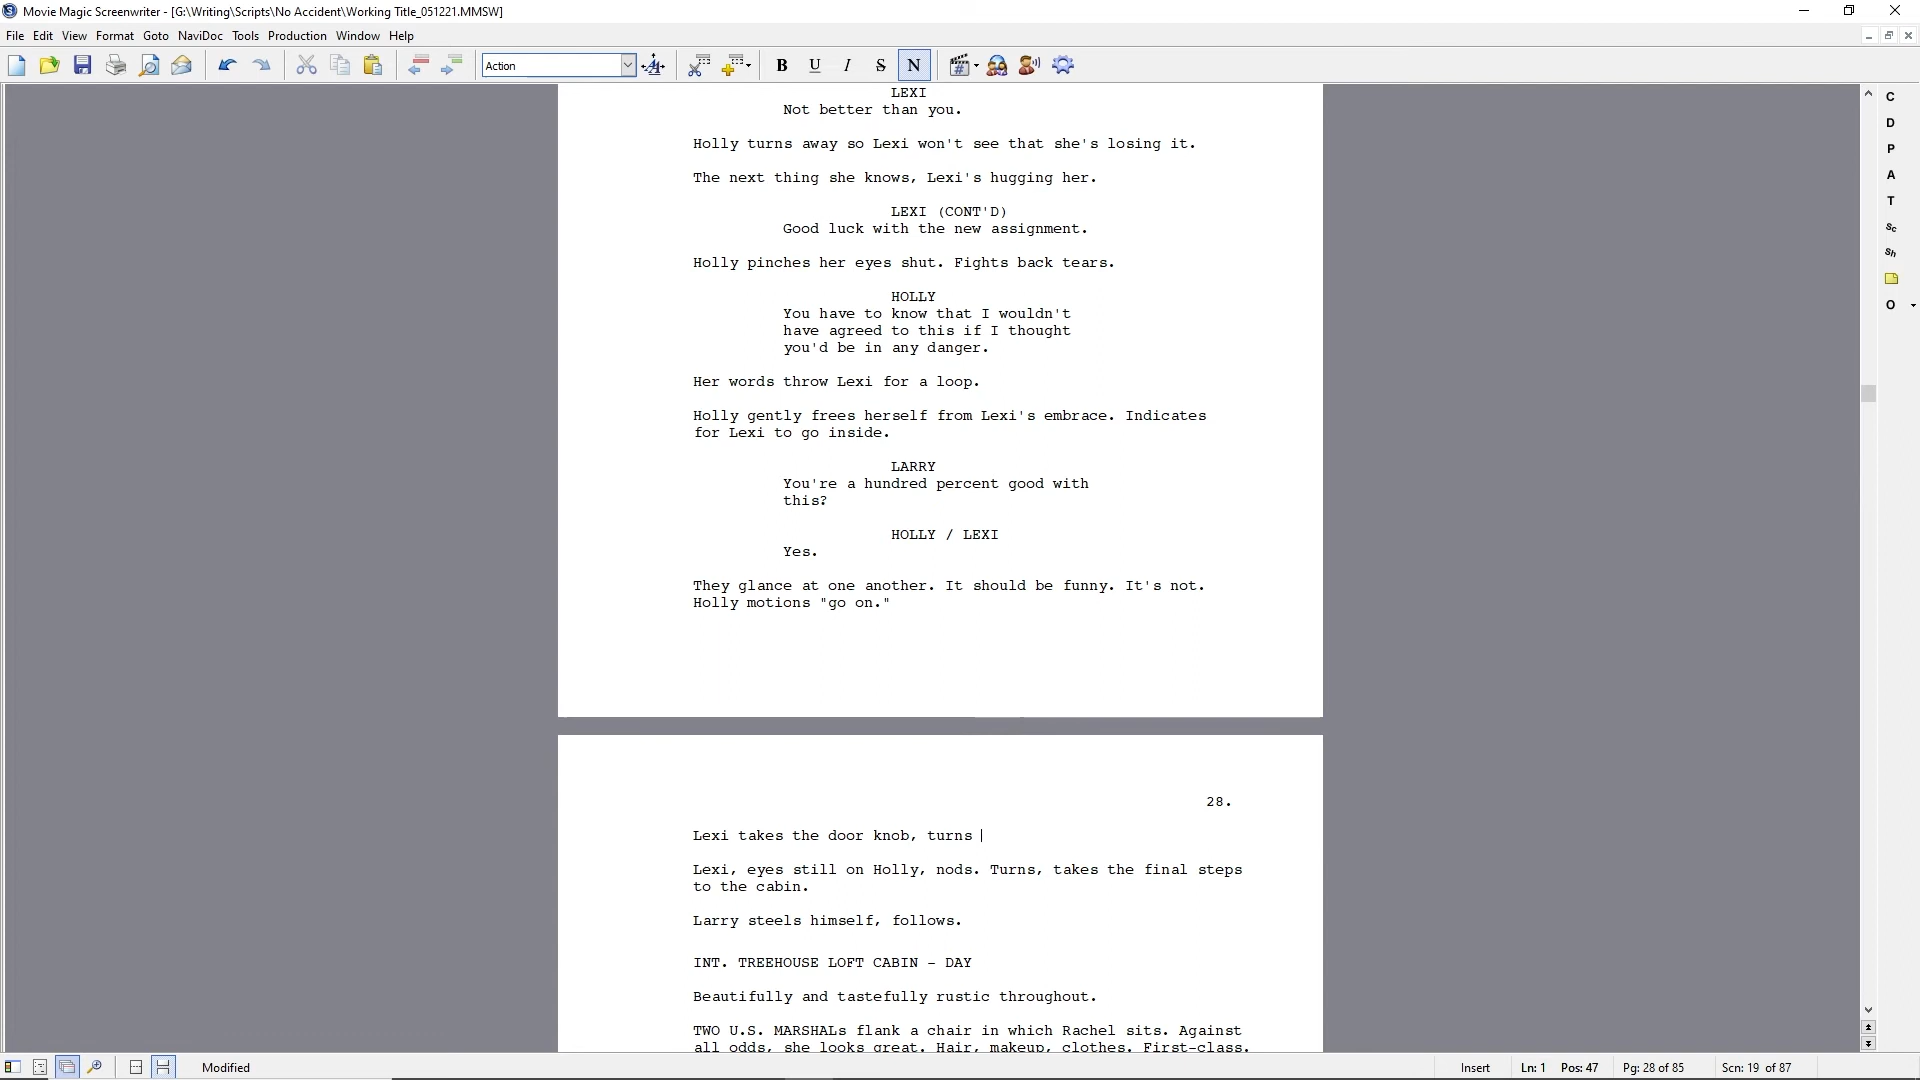 Movie Magic Screenwriter - [G:\Writing\Scripts\No Accident\Working Title_051221.MMSW]
File Edit View Format Goto NaviDoc Tools Production Window Help
Action
B U I S N
C
D
P
A
T
Sc
Sh
O
LEXI
Not better than you.
Holly turns away so Lexi won't see that she's losing it.
The next thing she knows, Lexi's hugging her.
LEXI (CONT'D)
Good luck with the new assignment.
Holly pinches her eyes shut. Fights back tears.
HOLLY
You have to know that I wouldn't
have agreed to this if I thought
you'd be in any danger.
Her words throw Lexi for a loop.
Holly gently frees herself from Lexi's embrace. Indicates
for Lexi to go inside.
LARRY
You're a hundred percent good with
this?
HOLLY / LEXI
Yes.
They glance at one another. It should be funny. It's not.
Holly motions "go on."
28.
Lexi takes the door knob, turns
Lexi, eyes still on Holly, nods. Turns, takes the final steps
to the cabin.
Larry steels himself, follows.
INT. TREEHOUSE LOFT CABIN - DAY
Beautifully and tastefully rustic throughout.
TWO U.S. MARSHALs flank a chair in which Rachel sits. Against
all odds, she looks great. Hair, makeup, clothes. First-class.
Modified
Insert Ln: 1 Pos: 47 Pg: 28 of 85 Scn: 19 of 87